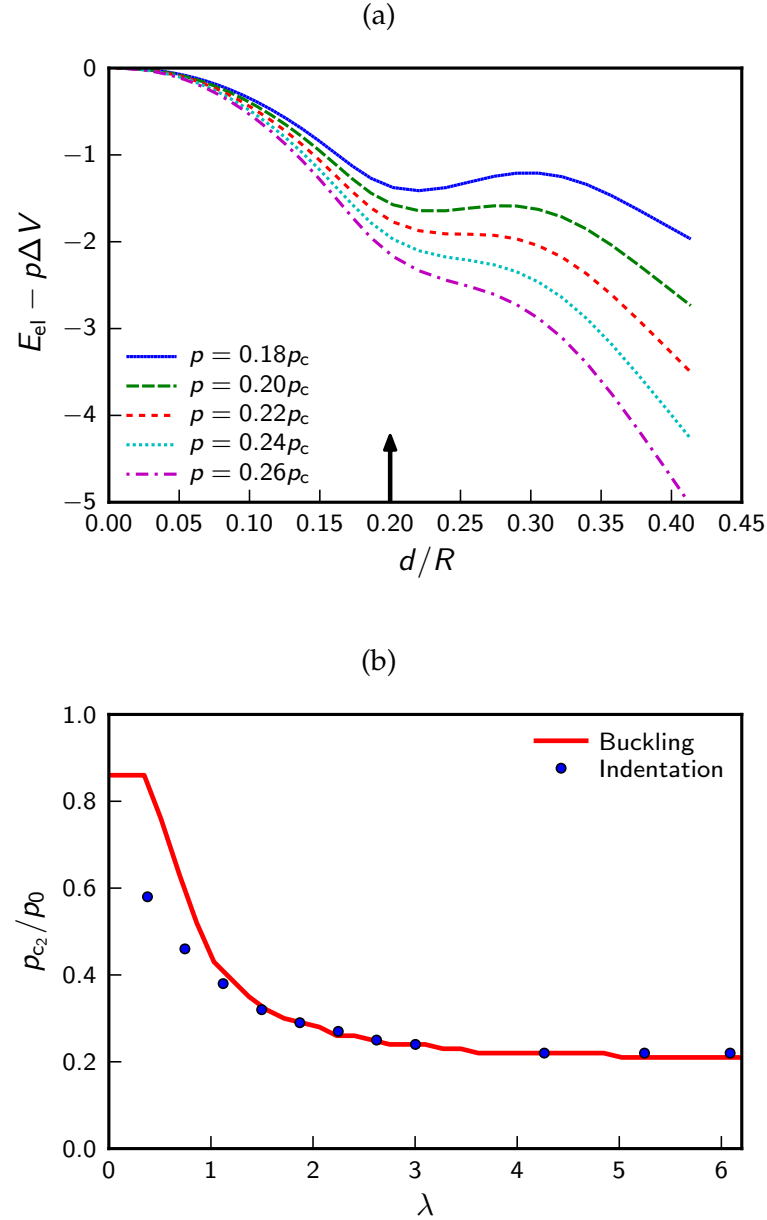 (a)
0
−1
−2
−3
−4
−5
E_el − pΔV
p = 0.18p_c
p = 0.20p_c
p = 0.22p_c
p = 0.24p_c
p = 0.26p_c
0.00 0.05 0.10 0.15 0.20 0.25 0.30 0.35 0.40 0.45
d/R
(b)
1.0
0.8
0.6
0.4
0.2
0.0
p_c₂/p_0
Buckling
Indentation
0 1 2 3 4 5 6
λ